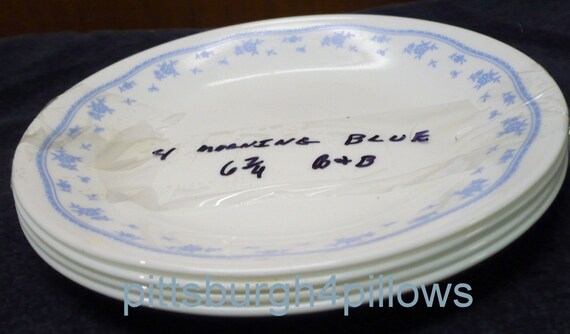 4 MORNING BLUE
6 3/4 B+B
pittsburgh4pillows